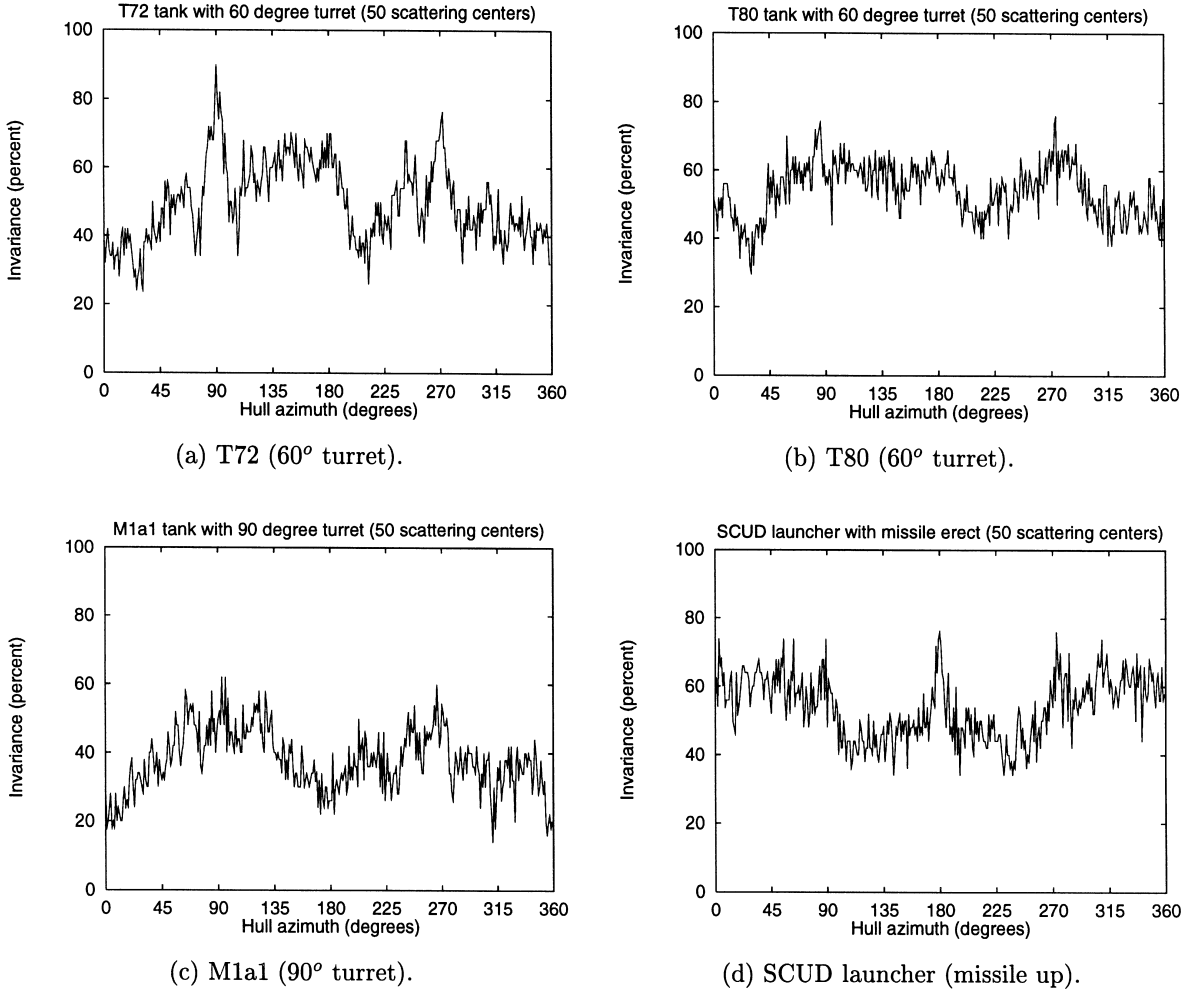 T72 tank with 60 degree turret (50 scattering centers)
100
80
60
40
20
0
Invariance (percent)
0 45 90 135 180 225 270 315 360
Hull azimuth (degrees)
(a) T72 (60º turret).
T80 tank with 60 degree turret (50 scattering centers)
100
80
60
40
20
0
Invariance (percent)
0 45 90 135 180 225 270 315 360
Hull azimuth (degrees)
(b) T80 (60º turret).
M1a1 tank with 90 degree turret (50 scattering centers)
100
80
60
40
20
0
Invariance (percent)
0 45 90 135 180 225 270 315 360
Hull azimuth (degrees)
(c) M1a1 (90º turret).
SCUD launcher with missile erect (50 scattering centers)
100
80
60
40
20
0
Invariance (percent)
0 45 90 135 180 225 270 315 360
Hull azimuth (degrees)
(d) SCUD launcher (missile up).